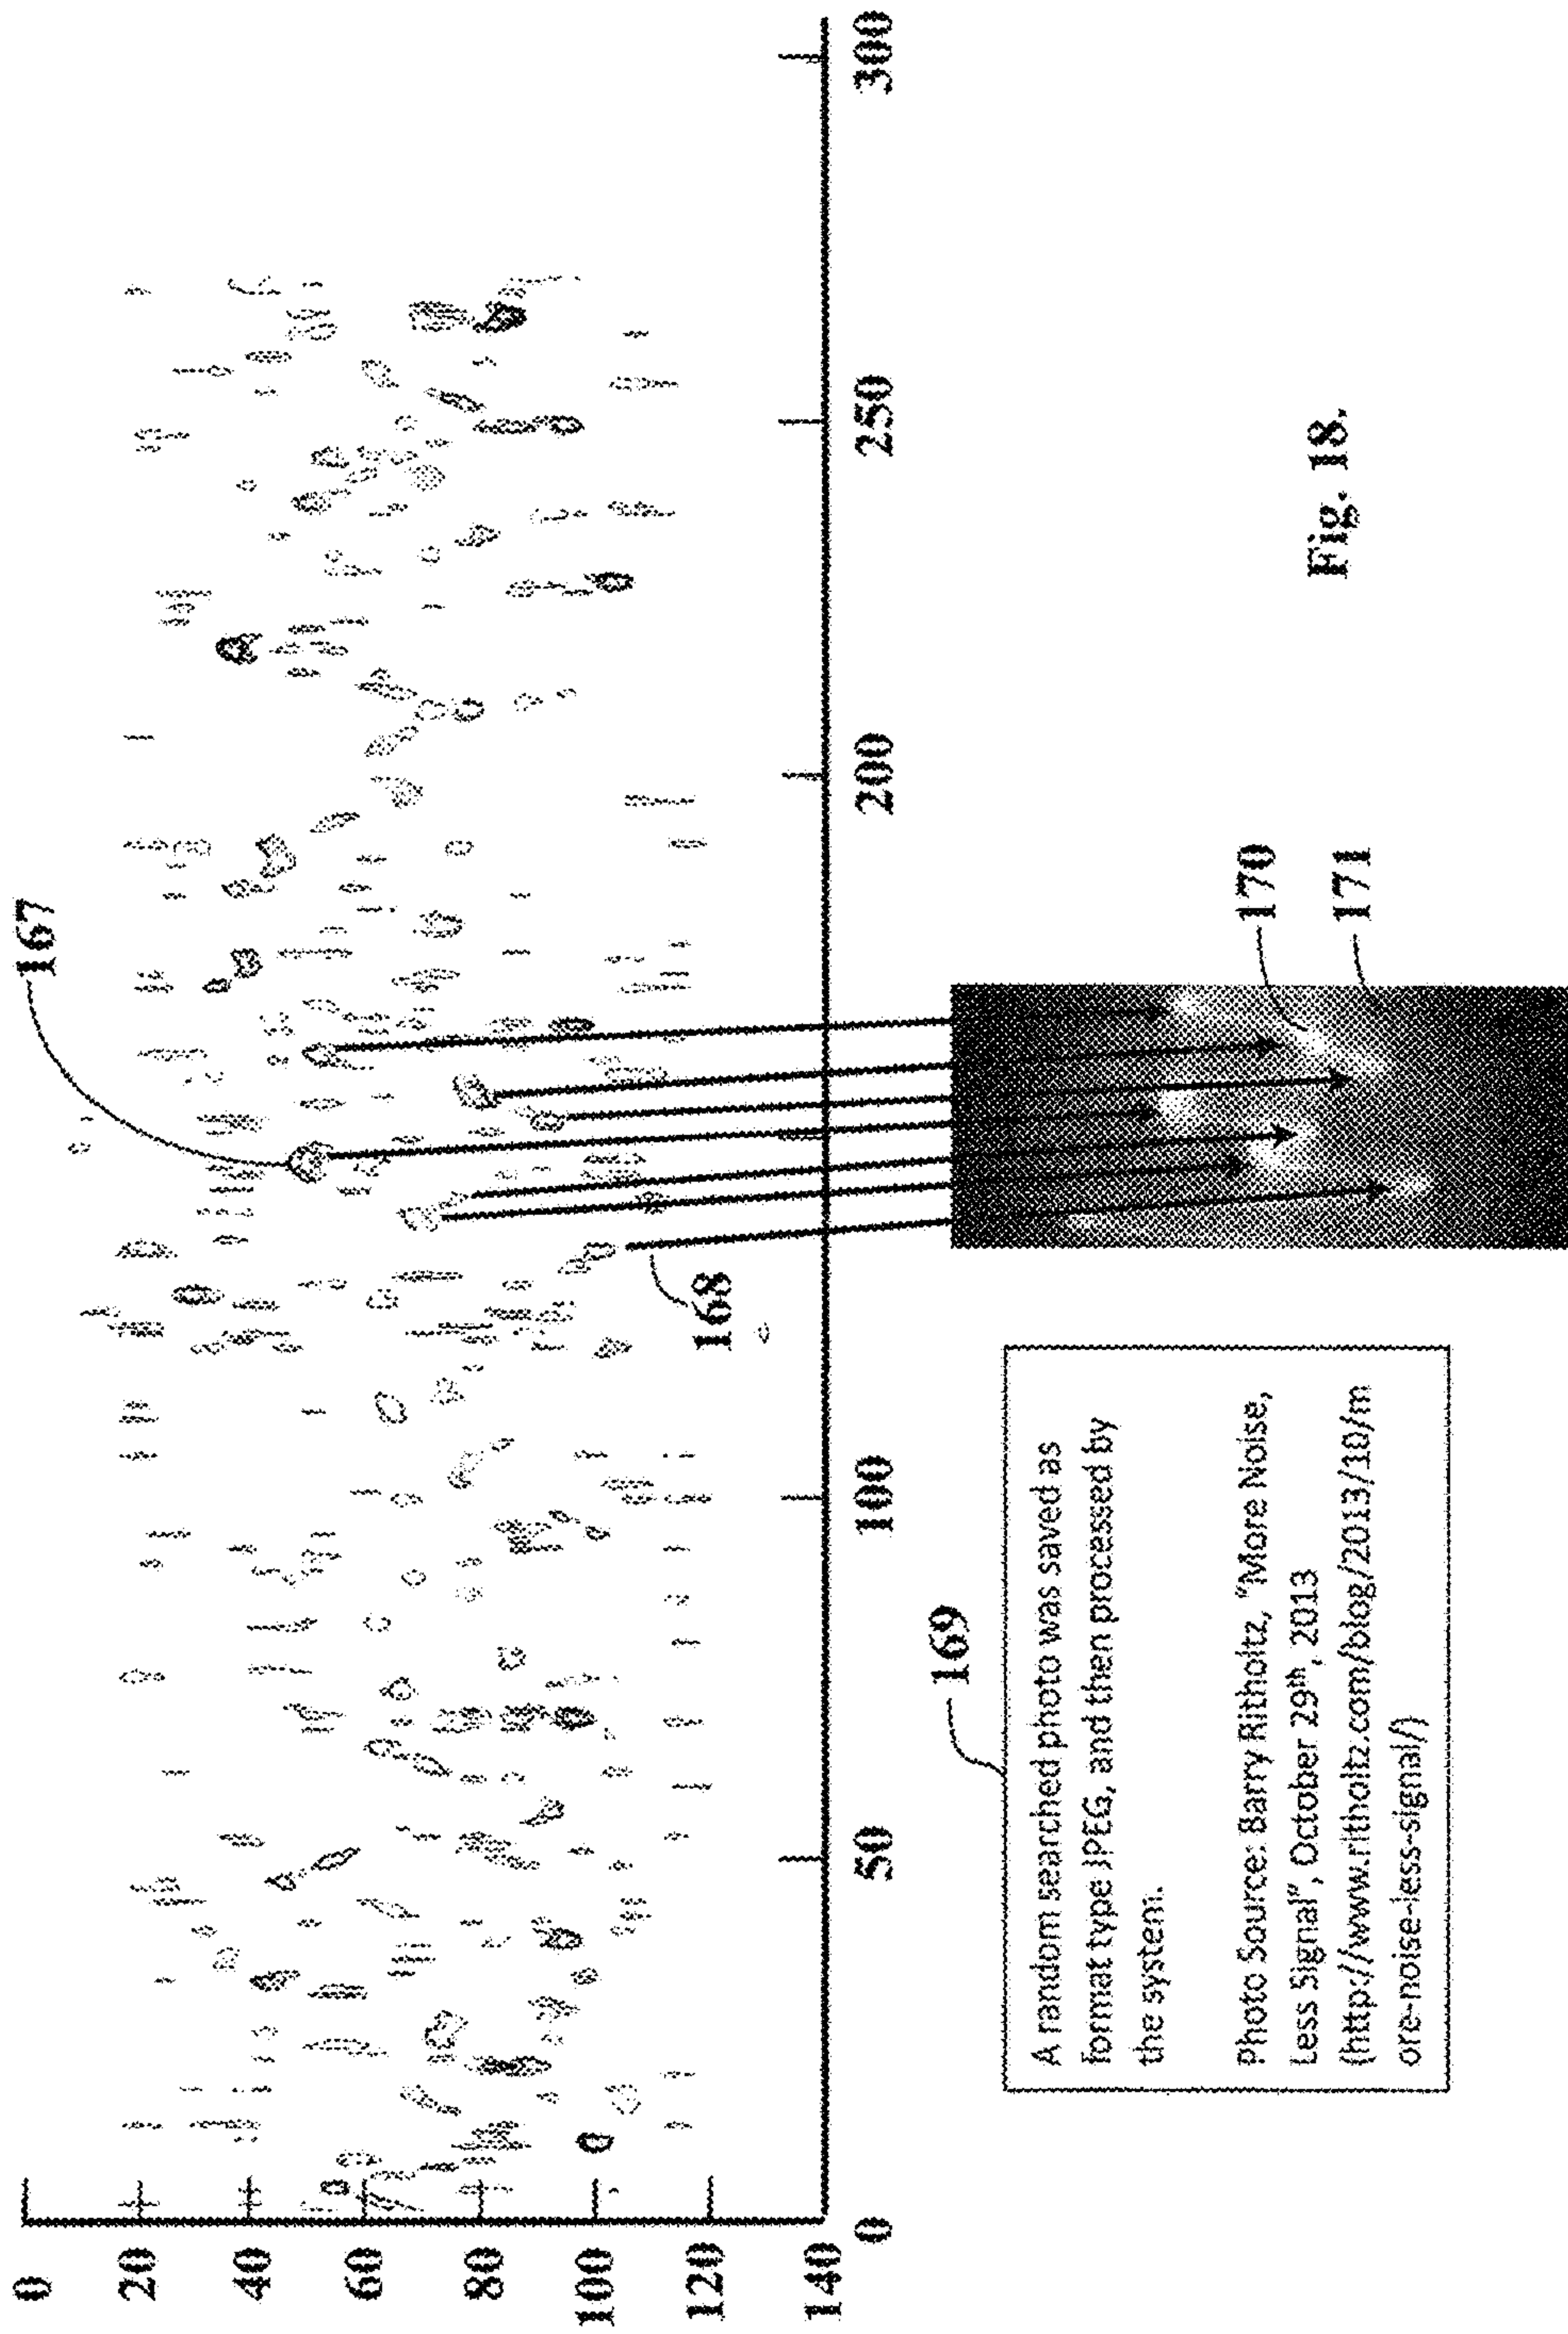 167
0
20
40
60
80
100
120
140
0
50
100
200
250
300
168
169
170
171
A random searched photo was saved as
format type JPEG, and then processed by
the system.
Photo Source: Barry Ritholtz, "More Noise,
Less Signal", October 29th, 2013
(http://www.ritholtz.com/blog/2013/10/m
ore-noise-less-signal/)
Fig. 18.